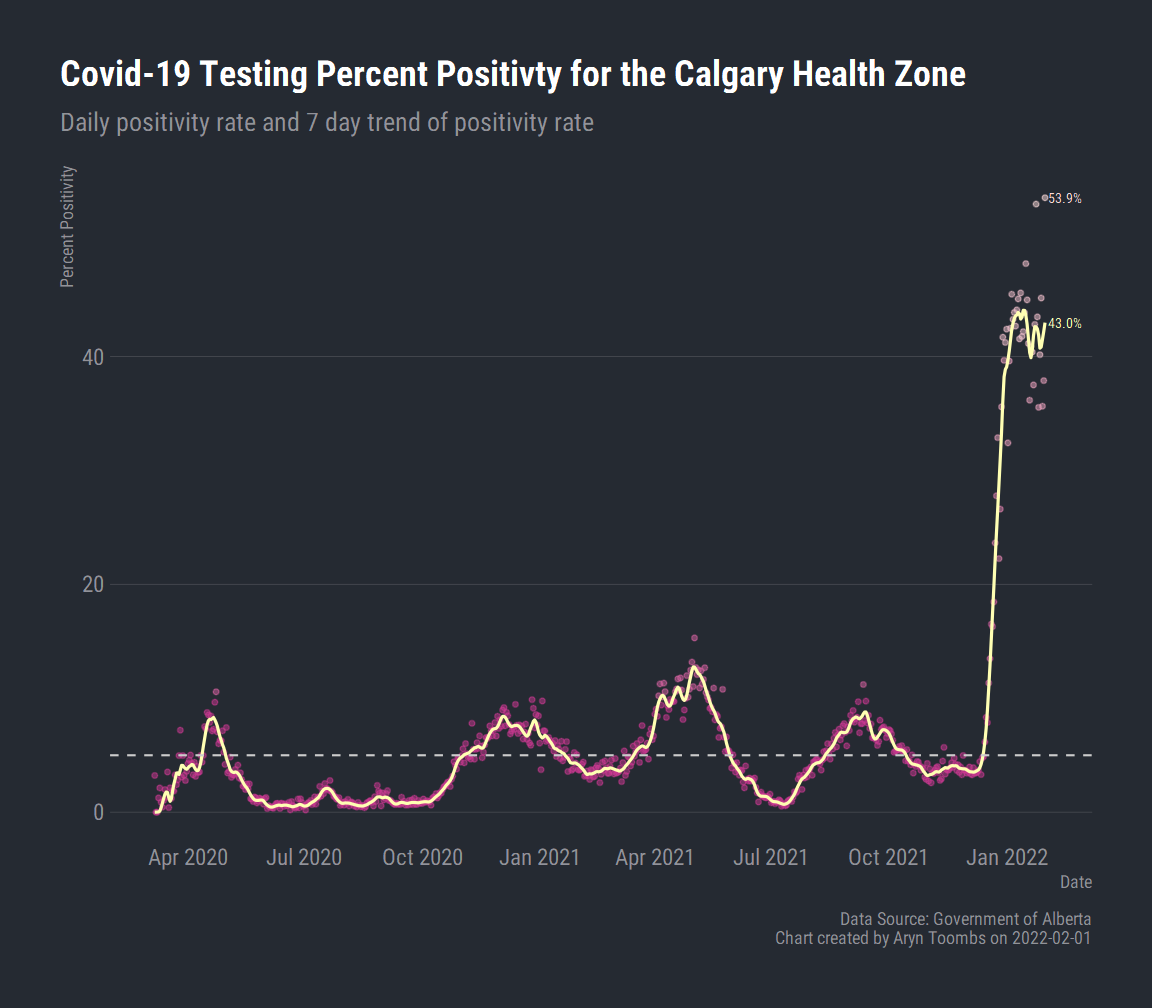 Covid-19 Testing Percent Positivty for the Calgary Health Zone
Daily positivity rate and 7 day trend of positivity rate
Percent Positivity
53.9%
43.0%
40
20
0
Apr 2020 Jul 2020 Oct 2020 Jan 2021 Apr 2021 Jul 2021 Oct 2021 Jan 2022
Date
Data Source: Government of Alberta
Chart created by Aryn Toombs on 2022-02-01